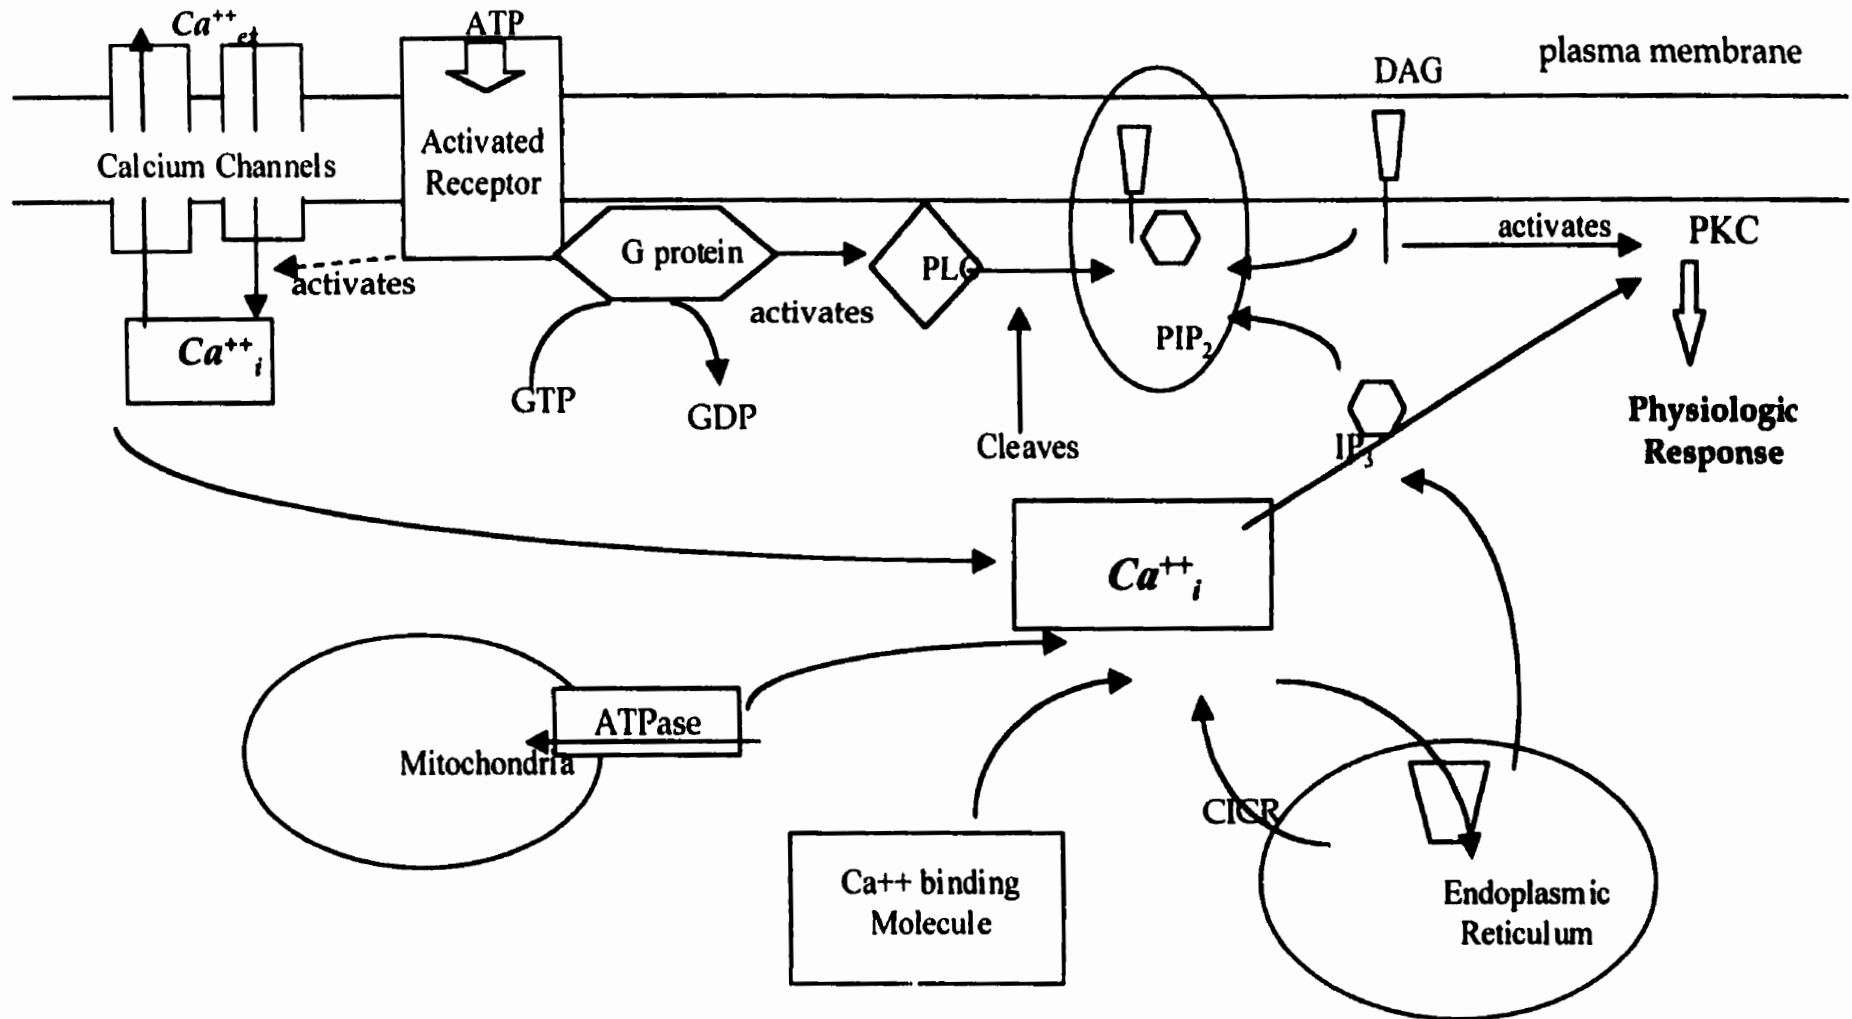 Ca++ et
ATP
plasma membrane
DAG
Activated
Receptor
Calcium Channels
activates
PKC
G protein
PLC
activates
activates
Ca++ i
PIP2
GTP
GDP
Cleaves
IP3
Physiologic
Response
Ca++ i
ATPase
Mitochondria
CICR
Ca++ binding
Molecule
Endoplasmic
Reticulum